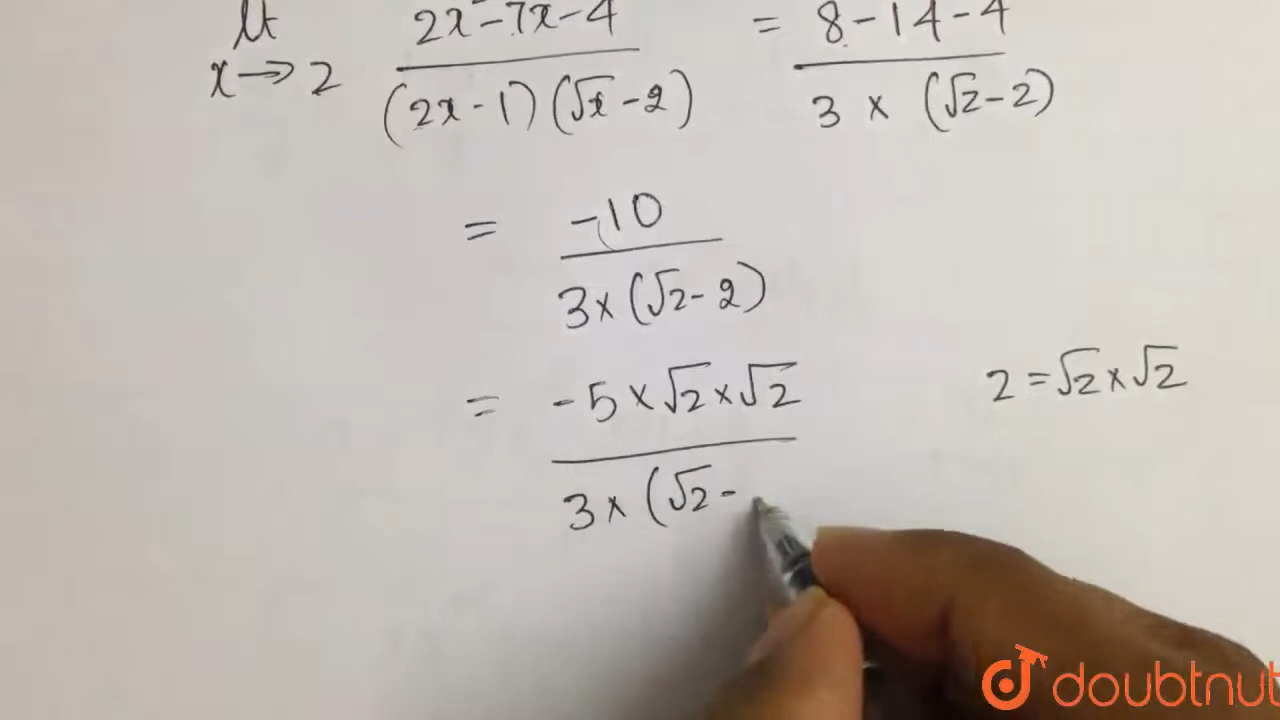 lt x→2 2x²-7x-4 / (2x-1)(√x-2) = 8-14-4 / 3×(√2-2)
= -10 / 3×(√2-2)
= -5×√2×√2 / 3×(√2-
2=√2×√2
doubtnut